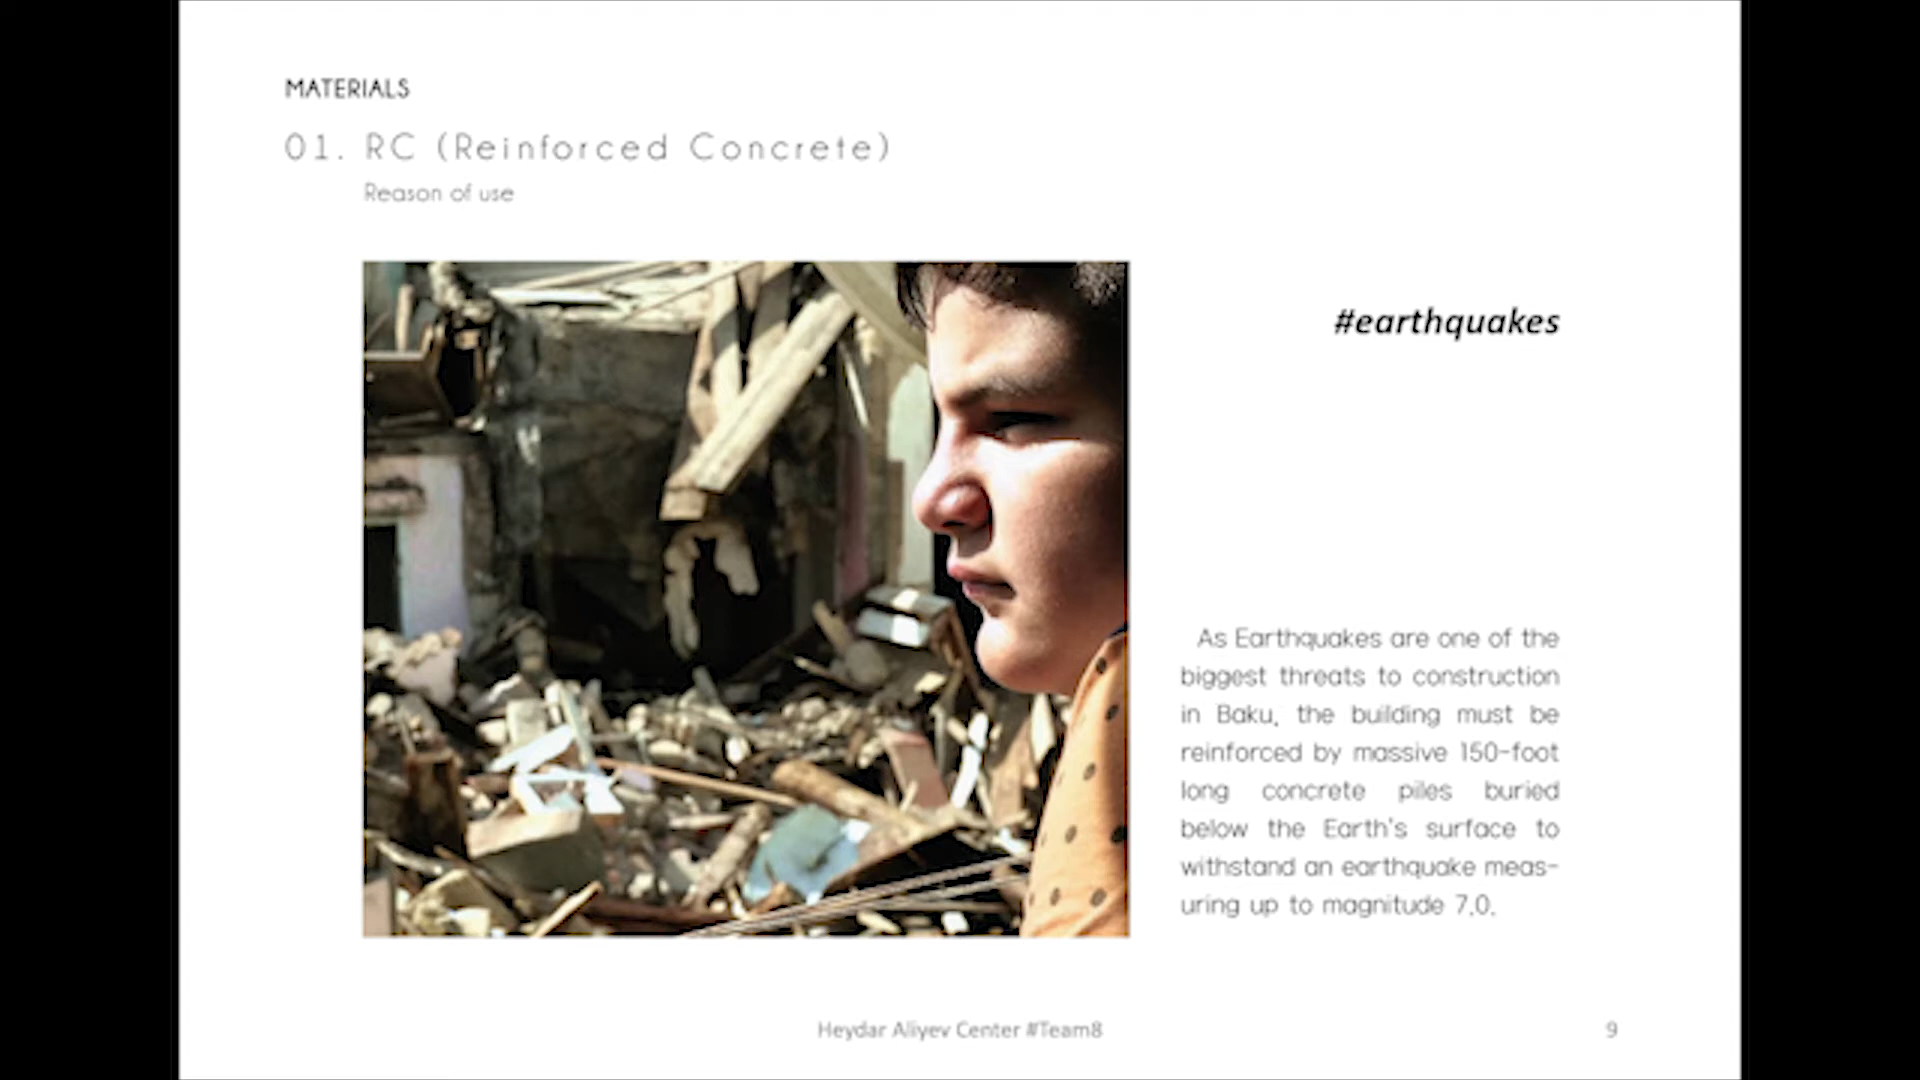 MATERIALS
01. RC (Reinforced Concrete)
Reason of use
#earthquakes
As Earthquakes are one of the
biggest threats to construction
in Baku, the building must be
reinforced by massive 150-foot
long concrete piles buried
below the Earth's surface to
withstand an earthquake meas-
uring up to magnitude 7.0.
Heydar Aliyev Center #Team8
9